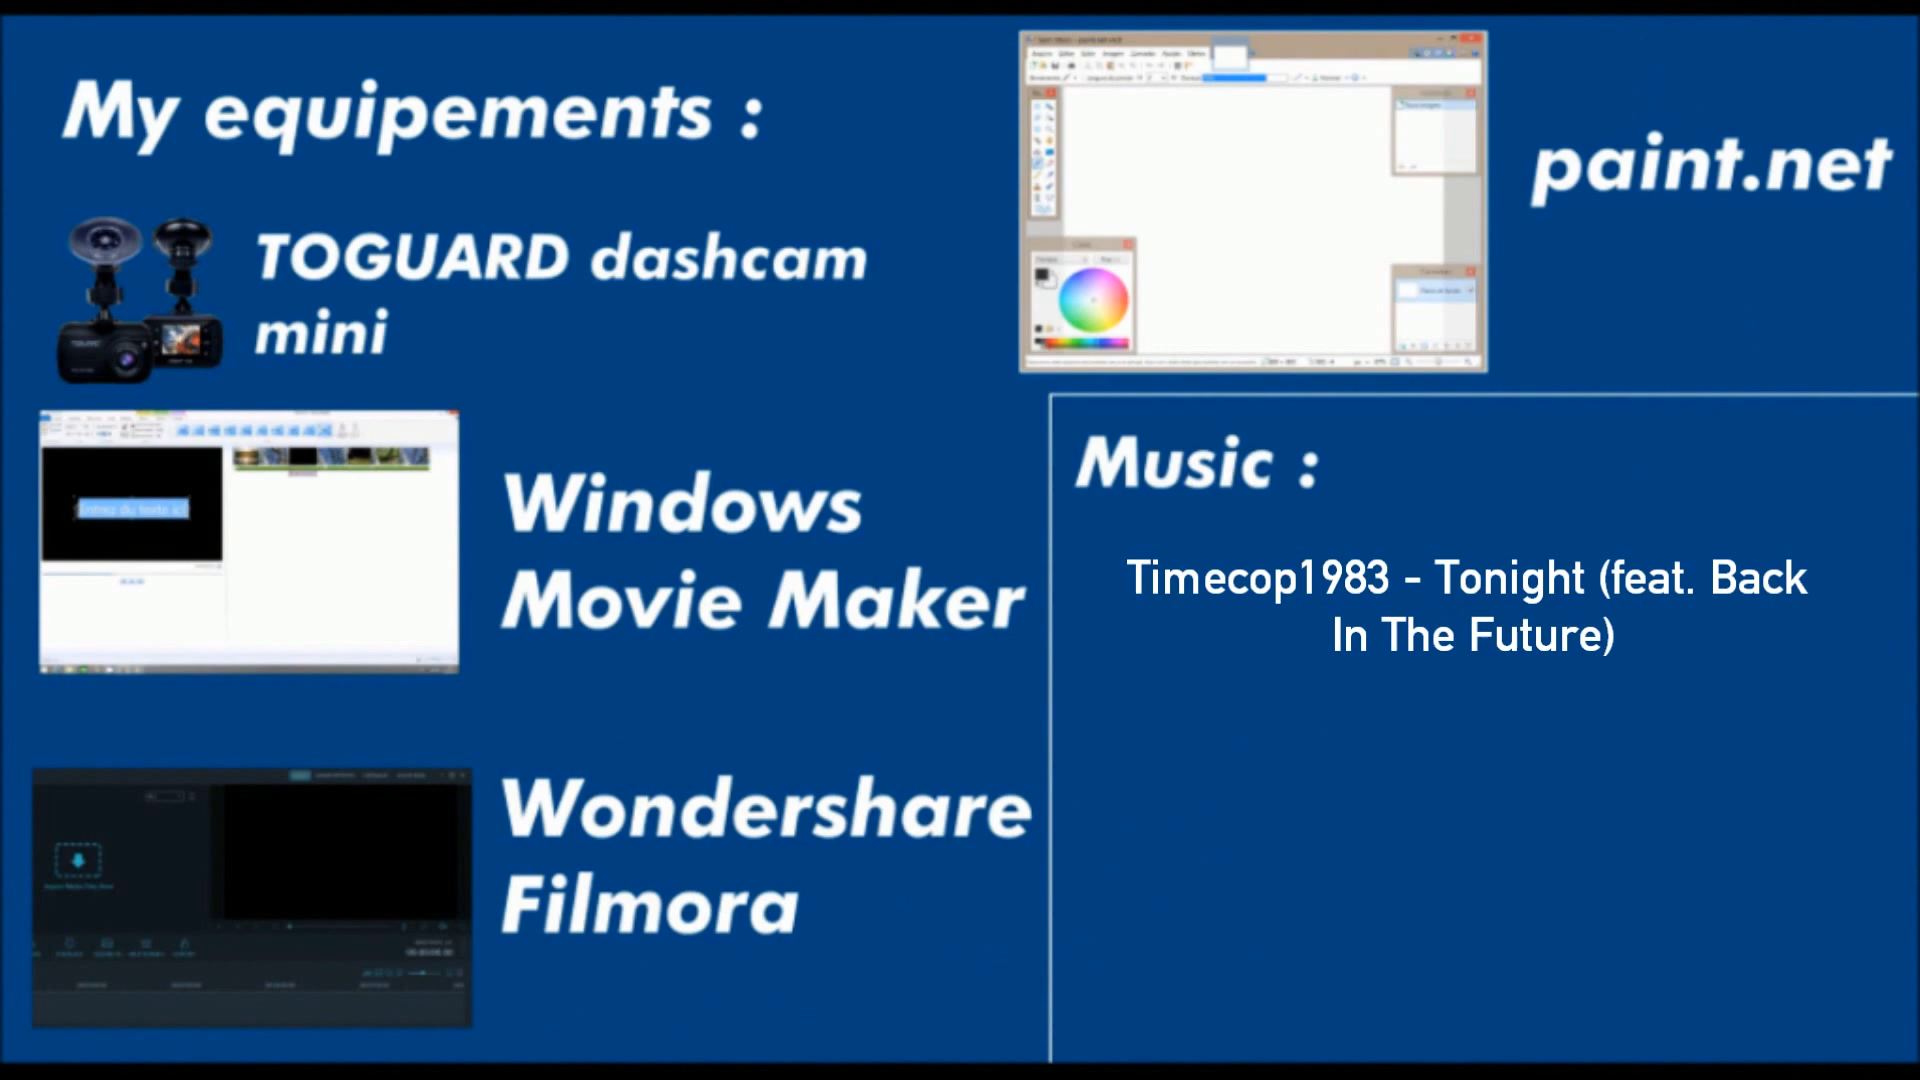 My equipements :
TOGUARD dashcam
mini
Windows
Movie Maker
Wondershare
Filmora
paint.net
Music :
Timecop1983 - Tonight (feat. Back
In The Future)